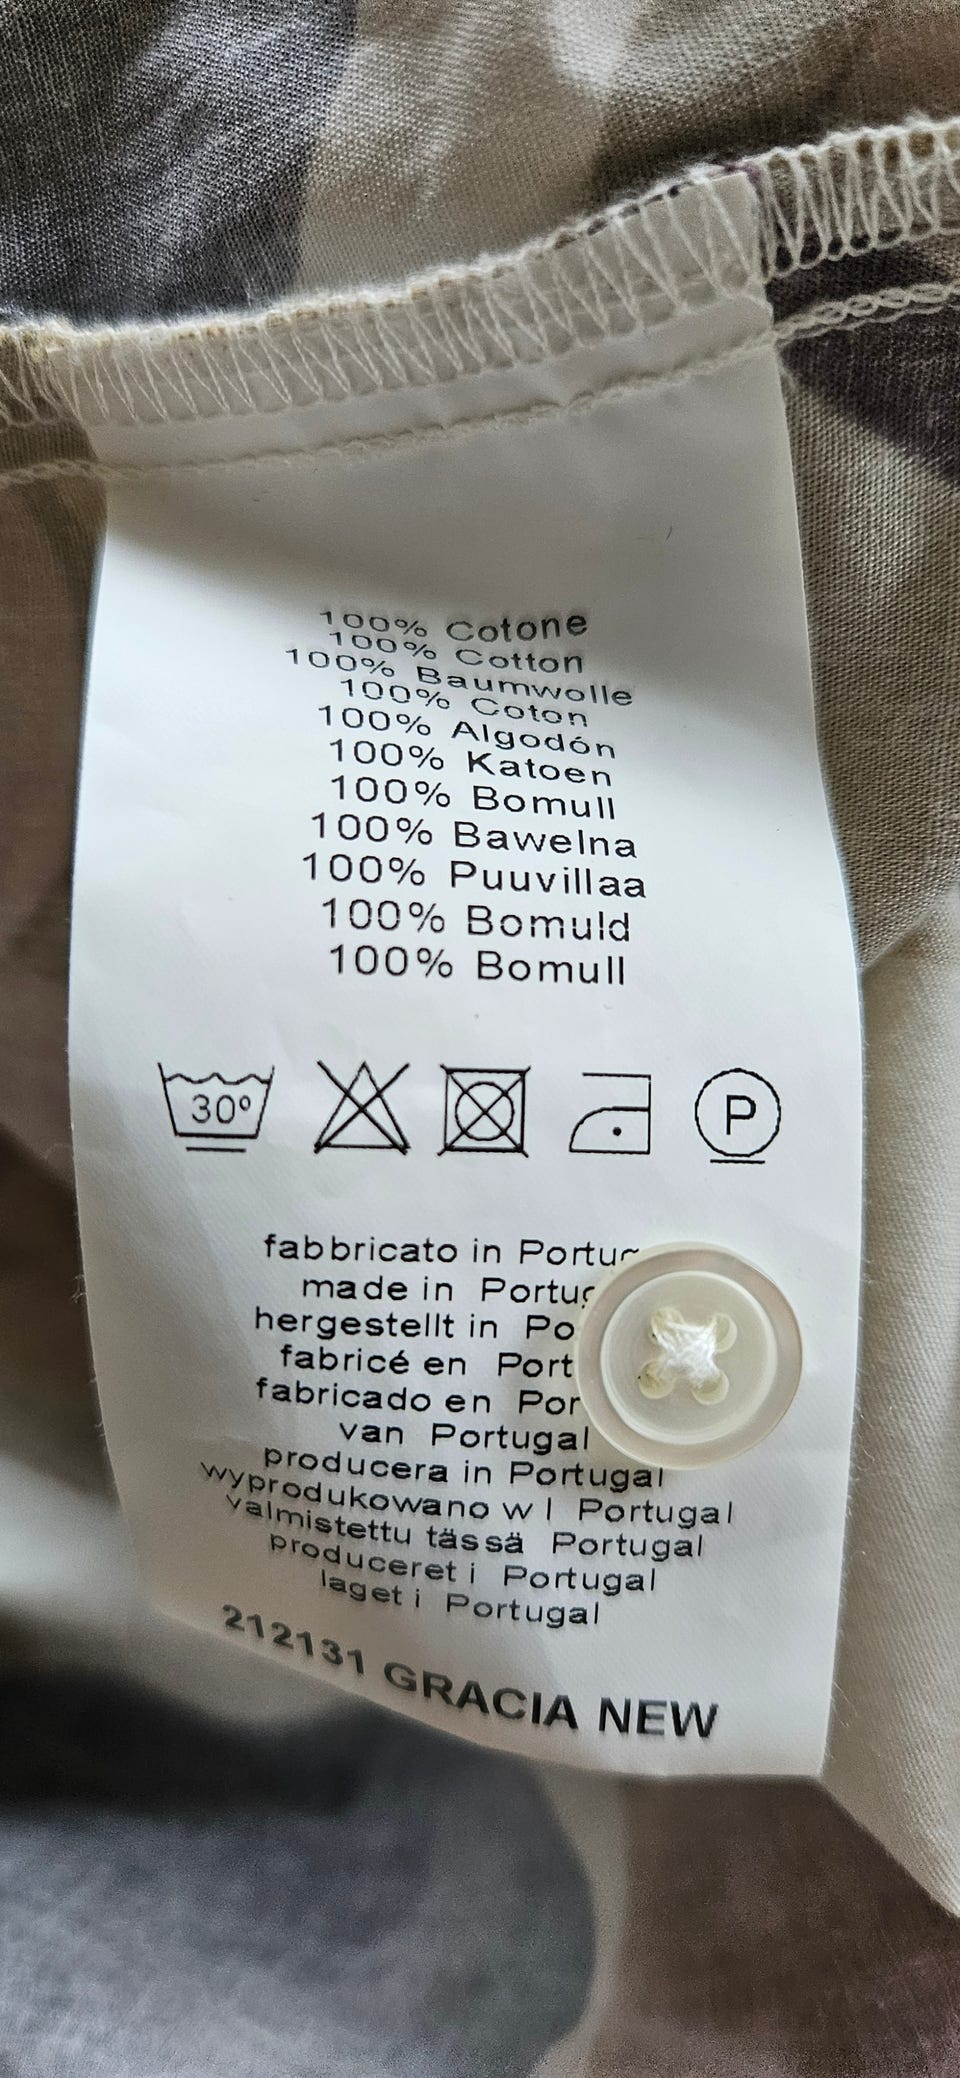 100% Cotone
100% Cotton
100% Baumwolle
100% Coton
100% Algodón
100% Katoen
100% Bomull
100% Bawelna
100% Puuvillaa
100% Bomuld
100% Bomull
30° P
fabbricato in
made in
hergestellt in
fabricé en
fabricado en
van Portugal
producera in Portugal
wyprodukowano w l Portugal
valmistettu tässä Portugal
produceret i Portugal
laget i Portugal
212131 GRACIA NEW